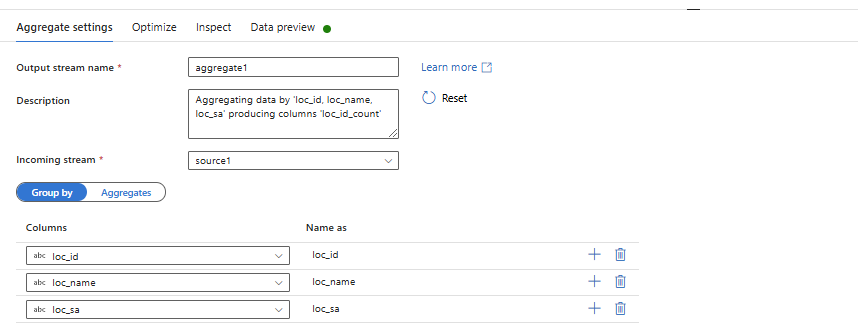 Aggregate settings Optimize Inspect Data preview
Output stream name * aggregate1 Learn more
Description Aggregating data by 'loc_id, loc_name,
loc_sa' producing columns 'loc_id_count'
Reset
Incoming stream * source1
Group by Aggregates
Columns Name as
abc loc_id loc_id
abc loc_name loc_name
abc loc_sa loc_sa